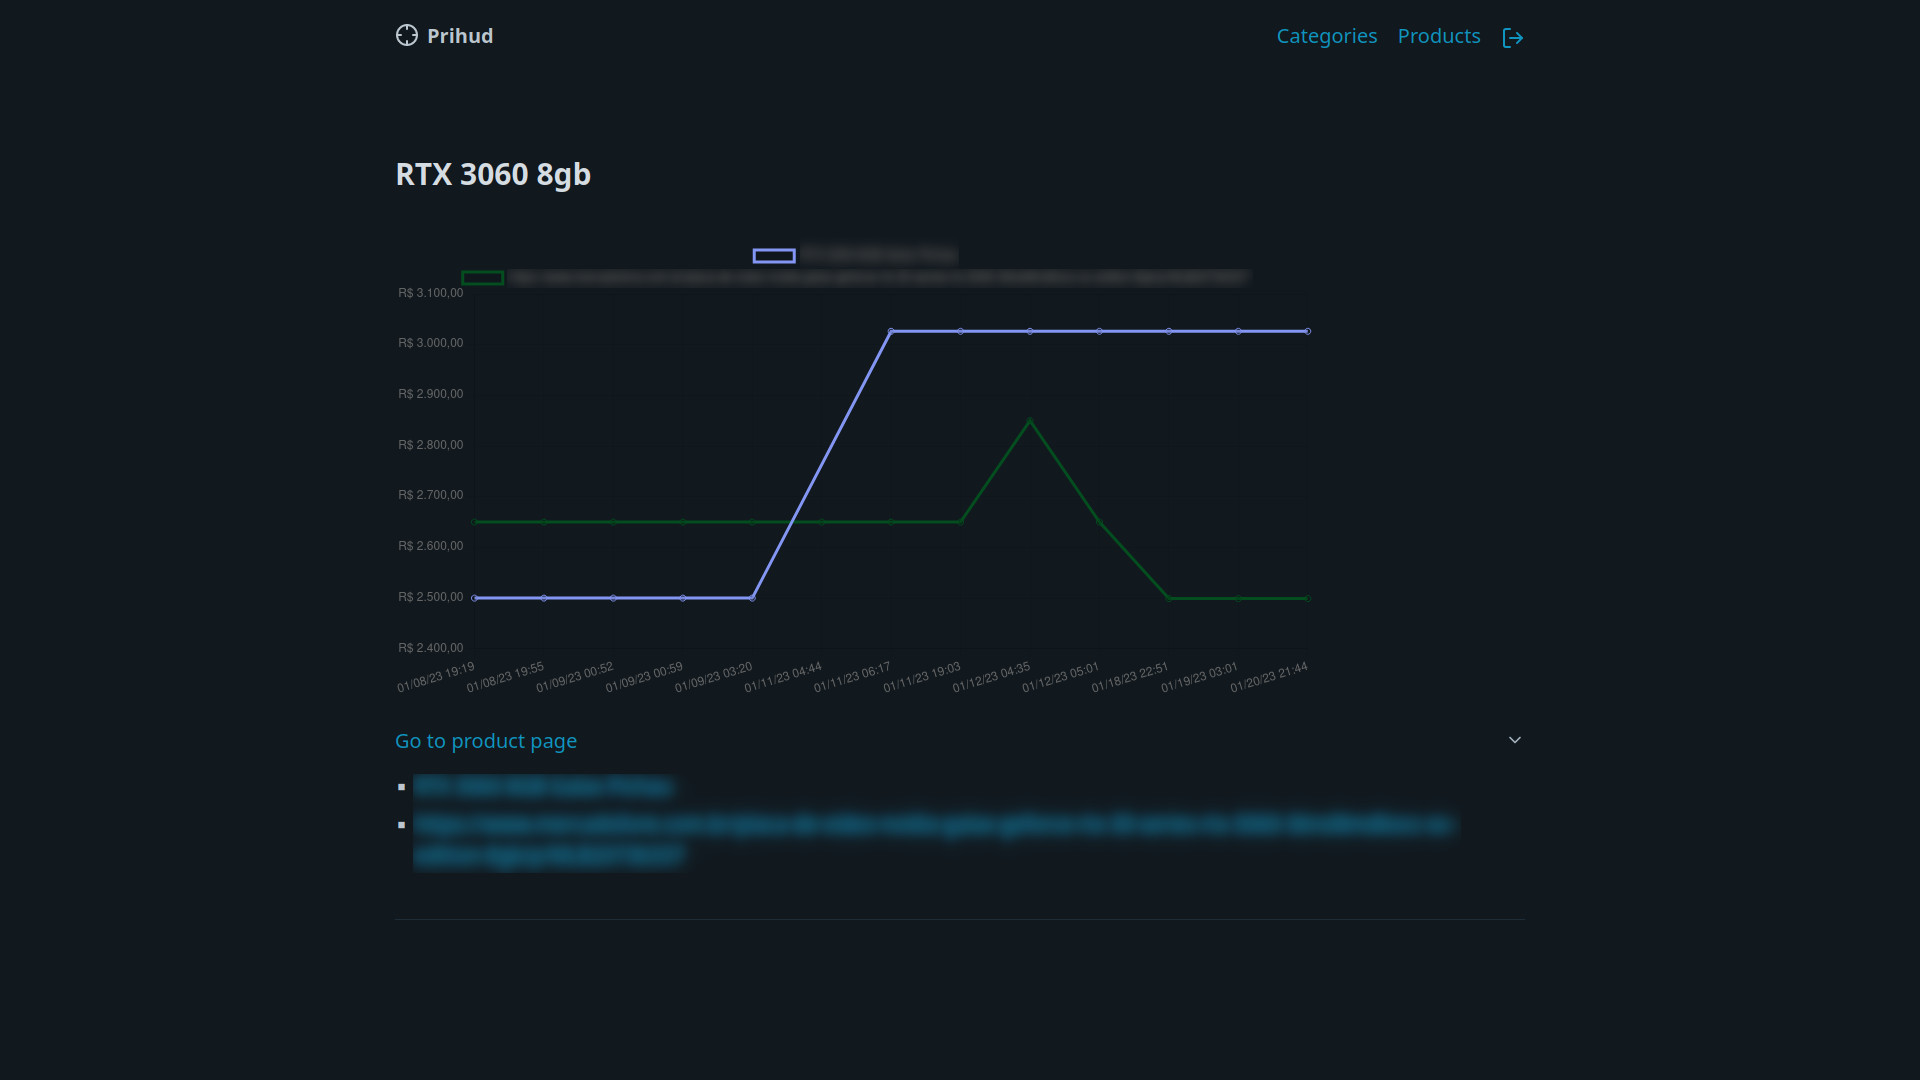 Prihud
Categories Products
RTX 3060 8gb
R$ 3.100,00
R$ 3.000,00
R$ 2.900,00
R$ 2.800,00
R$ 2.700,00
R$ 2.600,00
R$ 2.500,00
R$ 2.400,00
01/08/23 19:19
01/08/23 19:55
01/09/23 00:52
01/09/23 00:59
01/09/23 03:20
01/11/23 04:44
01/11/23 06:17
01/11/23 19:03
01/12/23 04:35
01/12/23 05:01
01/18/23 22:51
01/19/23 03:01
01/20/23 21:44
Go to product page